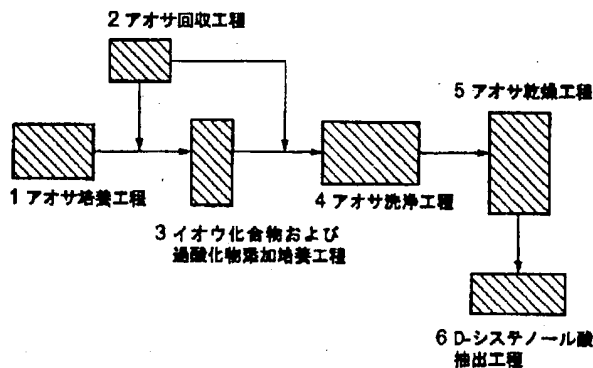 2 アオサ回収工程
5 アオサ乾燥工程
1 アオサ培養工程
4 アオサ洗浄工程
3 イオウ化合物および
過酸化物添加培養工程
6 D-システノール酸
抽出工程